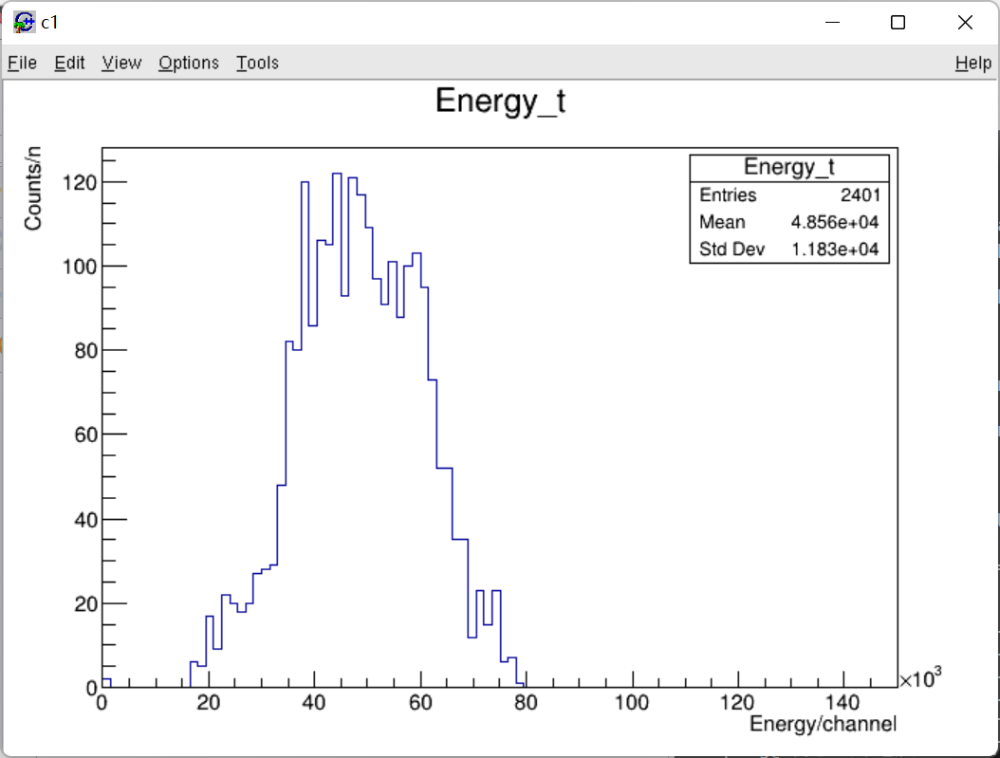 c1
File Edit View Options Tools Help
Energy_t
Counts/n
Energy_t
Entries 2401
Mean 4.856e+04
Std Dev 1.183e+04
120
100
80
60
40
20
0
0 20 40 60 80 100 120 140 ×10³
Energy/channel